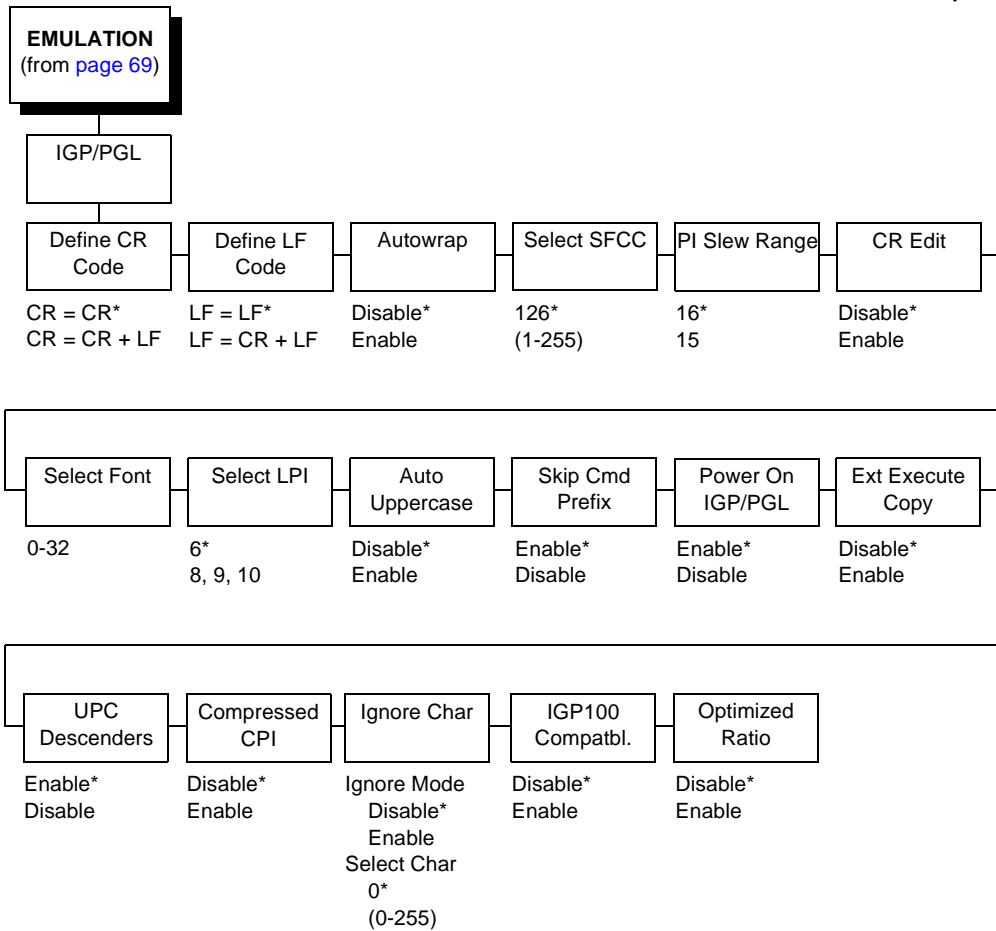 EMULATION
(from page 69)
IGP/PGL
Define CR
Code
CR = CR*
CR = CR + LF
Define LF
Code
LF = LF*
LF = CR + LF
Autowrap
Disable*
Enable
Select SFCC
126*
(1-255)
PI Slew Range
16*
15
CR Edit
Disable*
Enable
Select Font
0-32
Select LPI
6*
8, 9, 10
Auto
Uppercase
Disable*
Enable
Skip Cmd
Prefix
Enable*
Disable
Power On
IGP/PGL
Enable*
Disable
Ext Execute
Copy
Disable*
Enable
UPC
Descenders
Enable*
Disable
Compressed
CPI
Disable*
Enable
Ignore Char
Ignore Mode
Disable*
Enable
Select Char
0*
(0-255)
IGP100
Compatbl.
Disable*
Enable
Optimized
Ratio
Disable*
Enable